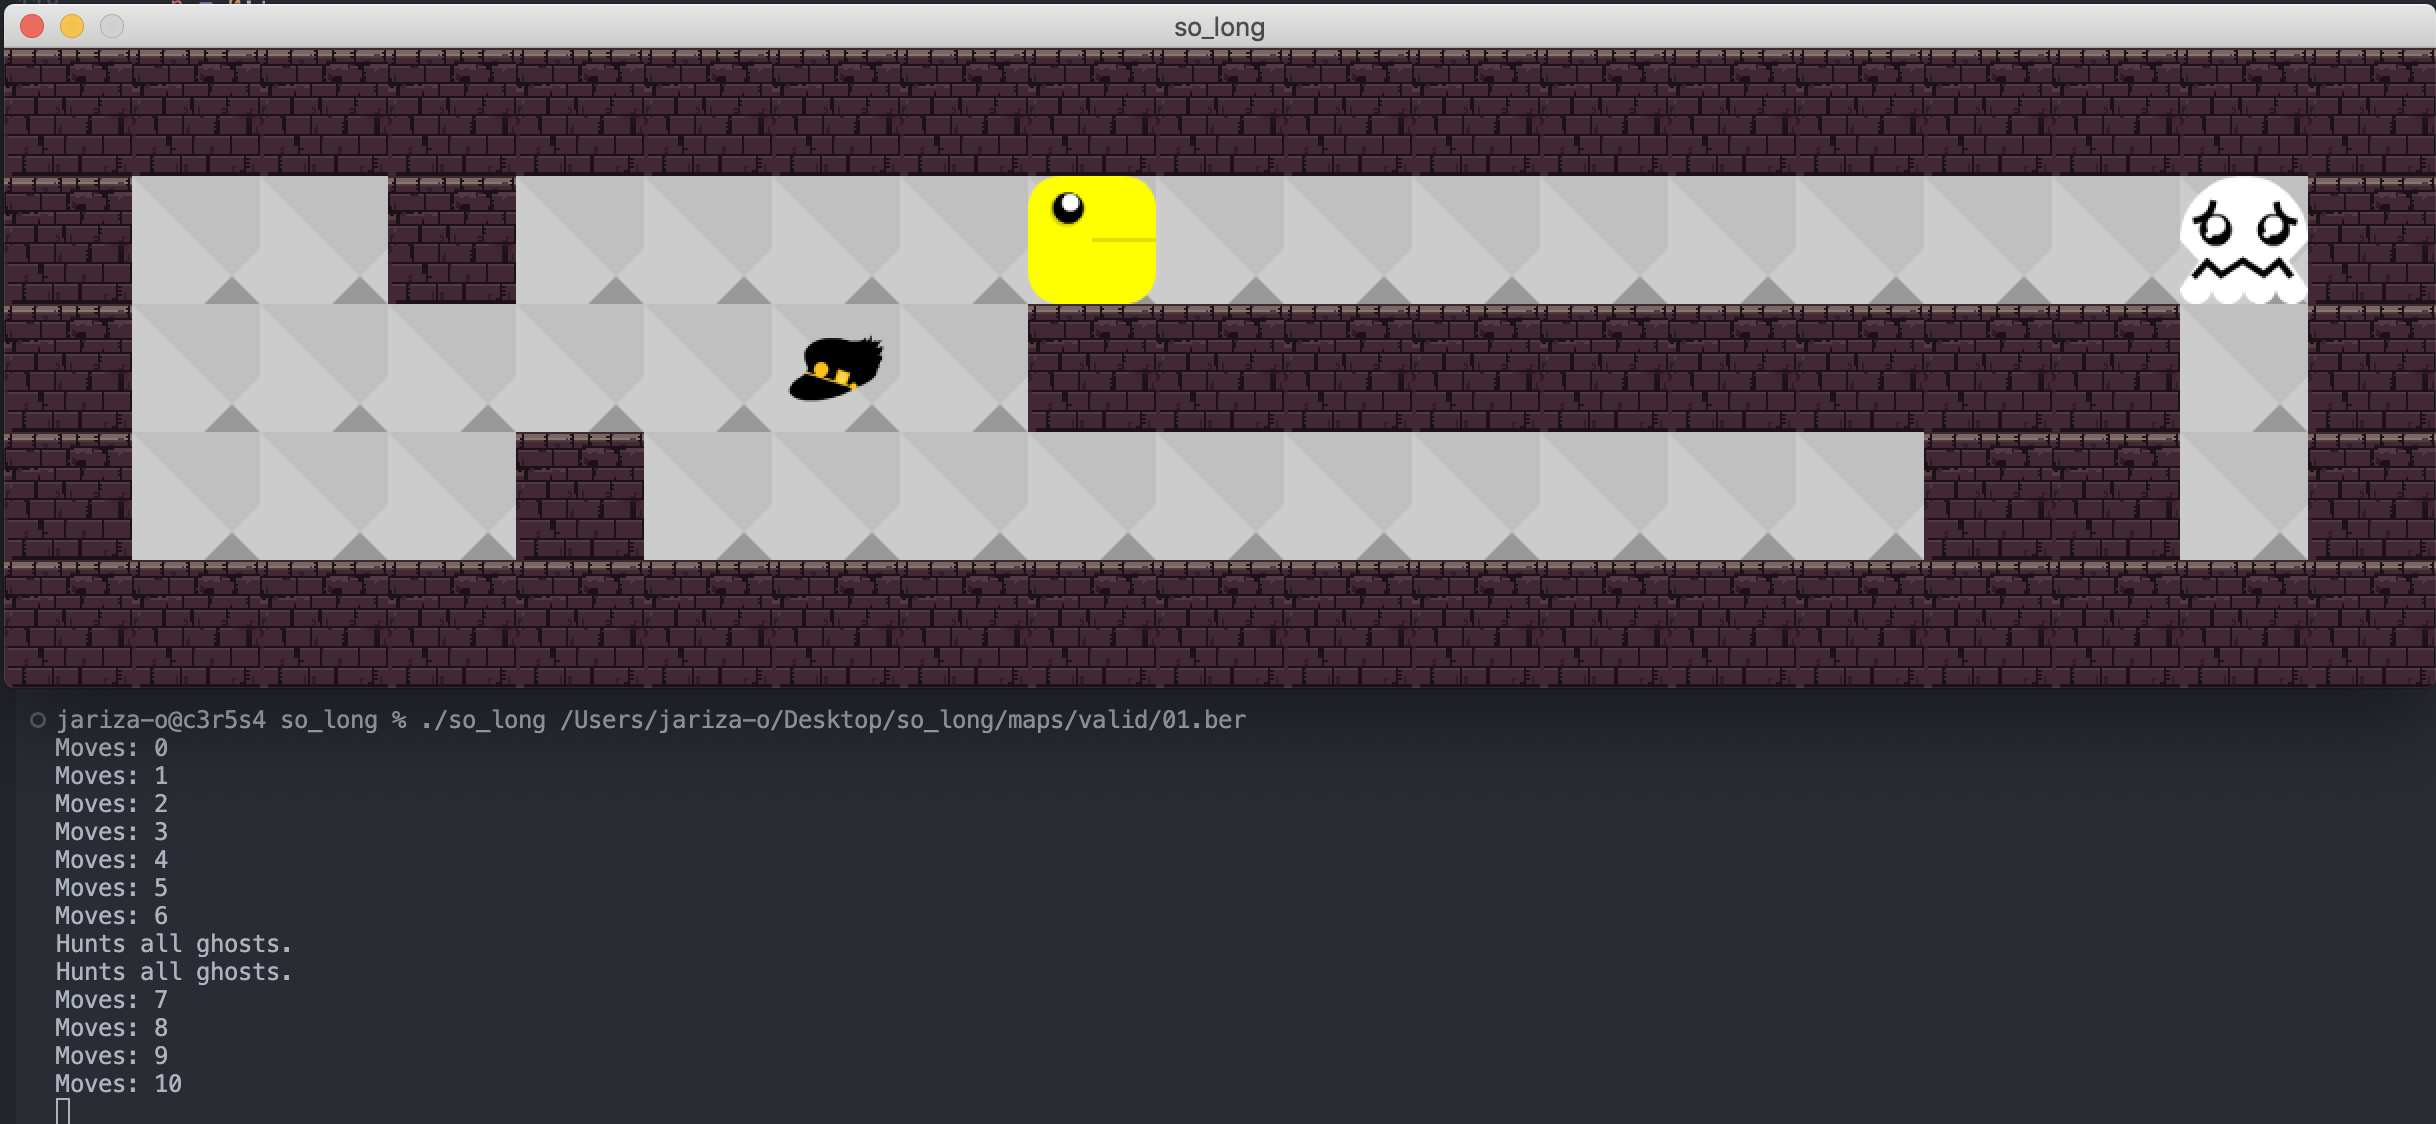 so_long
jariza-o@c3r5s4 so_long % ./so_long /Users/jariza-o/Desktop/so_long/maps/valid/01.ber
Moves: 0
Moves: 1
Moves: 2
Moves: 3
Moves: 4
Moves: 5
Moves: 6
Hunts all ghosts.
Hunts all ghosts.
Moves: 7
Moves: 8
Moves: 9
Moves: 10